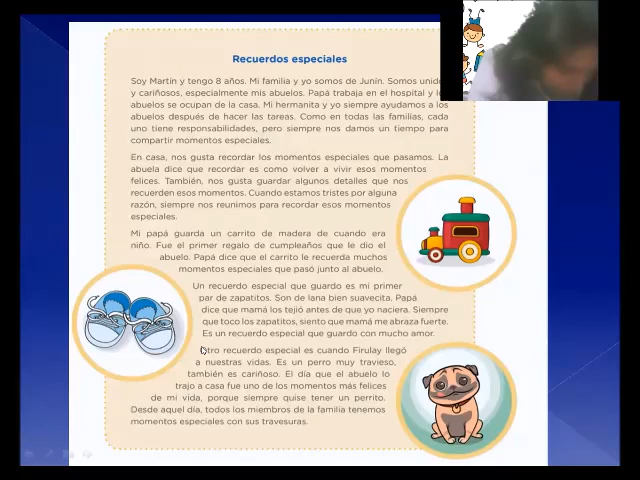 Recuerdos especiales
Soy Martín y tengo 8 años. Mi familia y yo somos de Junín. Somos unidos
y cariñosos, especialmente mis abuelos. Papá trabaja en el hospital y los
abuelos se ocupan de la casa. Mi hermanita y yo siempre ayudamos a los
abuelos después de hacer las tareas. Como en todas las familias, cada
uno tiene responsabilidades, pero siempre nos damos un tiempo para
compartir momentos especiales.
En casa, nos gusta recordar los momentos especiales que pasamos. La
abuela dice que recordar es como volver a vivir esos momentos
felices. También, nos gusta guardar algunos detalles que nos
recuerden esos momentos. Cuando estamos tristes por alguna
razón, siempre nos reunimos para recordar esos momentos
especiales.
Mi papá guarda un carrito de madera de cuando era
niño. Fue el primer regalo de cumpleaños que le dio el
abuelo. Papá dice que el carrito le recuerda muchos
momentos especiales que pasó junto al abuelo.
Un recuerdo especial que guardo es mi primer
par de zapatitos. Son de lana bien suavecita. Papá
dice que mamá los tejió antes de que yo naciera. Siempre
que toco los zapatitos, siento que mamá me abraza fuerte.
Es un recuerdo especial que guardo con mucho amor.
Otro recuerdo especial es cuando Firulay llegó
a nuestras vidas. Es un perro muy travieso,
también es cariñoso. El día que el abuelo lo
trajo a casa fue uno de los momentos más felices
de mi vida, porque siempre quise tener un perrito.
Desde aquel día, todos los miembros de la familia tenemos
momentos especiales con sus travesuras.